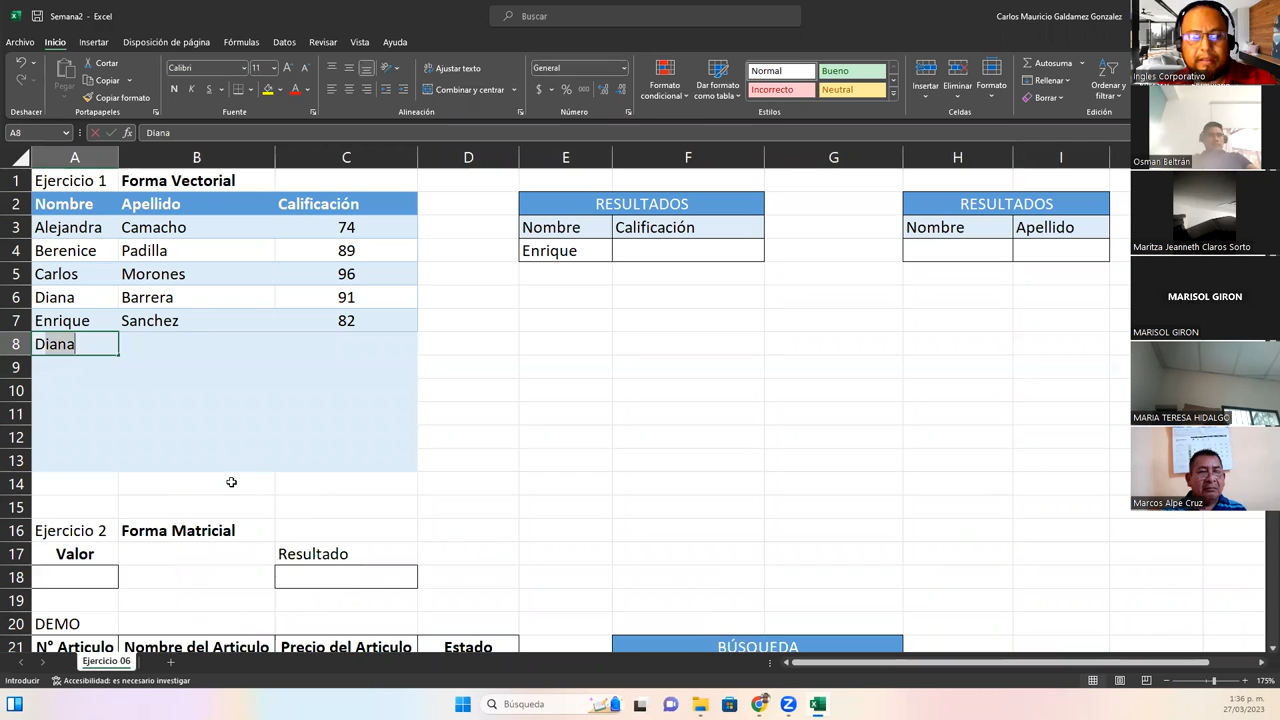 Semana2 - Excel
Buscar
Carlos Mauricio Galdamez Gonzalez
Archivo Inicio Insertar Disposición de página Fórmulas Datos Revisar Vista Ayuda
Pegar
Cortar
Copiar
Copiar formato
Calibri 11
N K S
Ajustar texto
General
$ % 000
Formato condicional
Dar formato como tabla
Normal Bueno
Incorrecto Neutral
Insertar Eliminar Formato
Autosuma
Rellenar
Borrar
Ordenar y filtrar
Deshacer Portapapeles Fuente Alineación Número Estilos Celdas Edición
A8 fx Diana
A B C D E F G H I
1 Ejercicio 1 Forma Vectorial
2 Nombre Apellido Calificación RESULTADOS RESULTADOS
3 Alejandra Camacho 74 Nombre Calificación Nombre Apellido
4 Berenice Padilla 89 Enrique
5 Carlos Morones 96
6 Diana Barrera 91
7 Enrique Sanchez 82
8 Diana
9
10
11
12
13
14
15
16 Ejercicio 2 Forma Matricial
17 Valor Resultado
18
19
20 DEMO
21 N° Articulo Nombre del Articulo Precio del Articulo Estado BÚSQUEDA
Ejercicio 06
Introducir Accesibilidad: es necesario investigar 175%
Búsqueda
1:36 p. m.
27/03/2023
Ingles Corporativo
Osman Beltrán
Maritza Jeanneth Claros Sorto
MARISOL GIRON
MARISOL GIRON
MARIA TERESA HIDALGO
Marcos Alpe Cruz